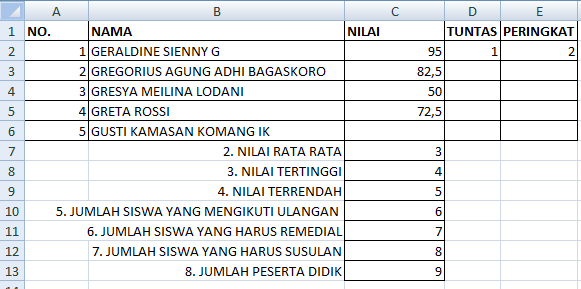 A B C D E
1 NO. NAMA NILAI TUNTAS PERINGKAT
2 1 GERALDINE SIENNY G 95 1 2
3 2 GREGORIUS AGUNG ADHI BAGASKORO 82,5
4 3 GRESYA MEILINA LODANI 50
5 4 GRETA ROSSI 72,5
6 5 GUSTI KAMASAN KOMANG IK
7 2. NILAI RATA RATA 3
8 3. NILAI TERTINGGI 4
9 4. NILAI TERRENDAH 5
10 5. JUMLAH SISWA YANG MENGIKUTI ULANGAN 6
11 6. JUMLAH SISWA YANG HARUS REMEDIAL 7
12 7. JUMLAH SISWA YANG HARUS SUSULAN 8
13 8. JUMLAH PESERTA DIDIK 9